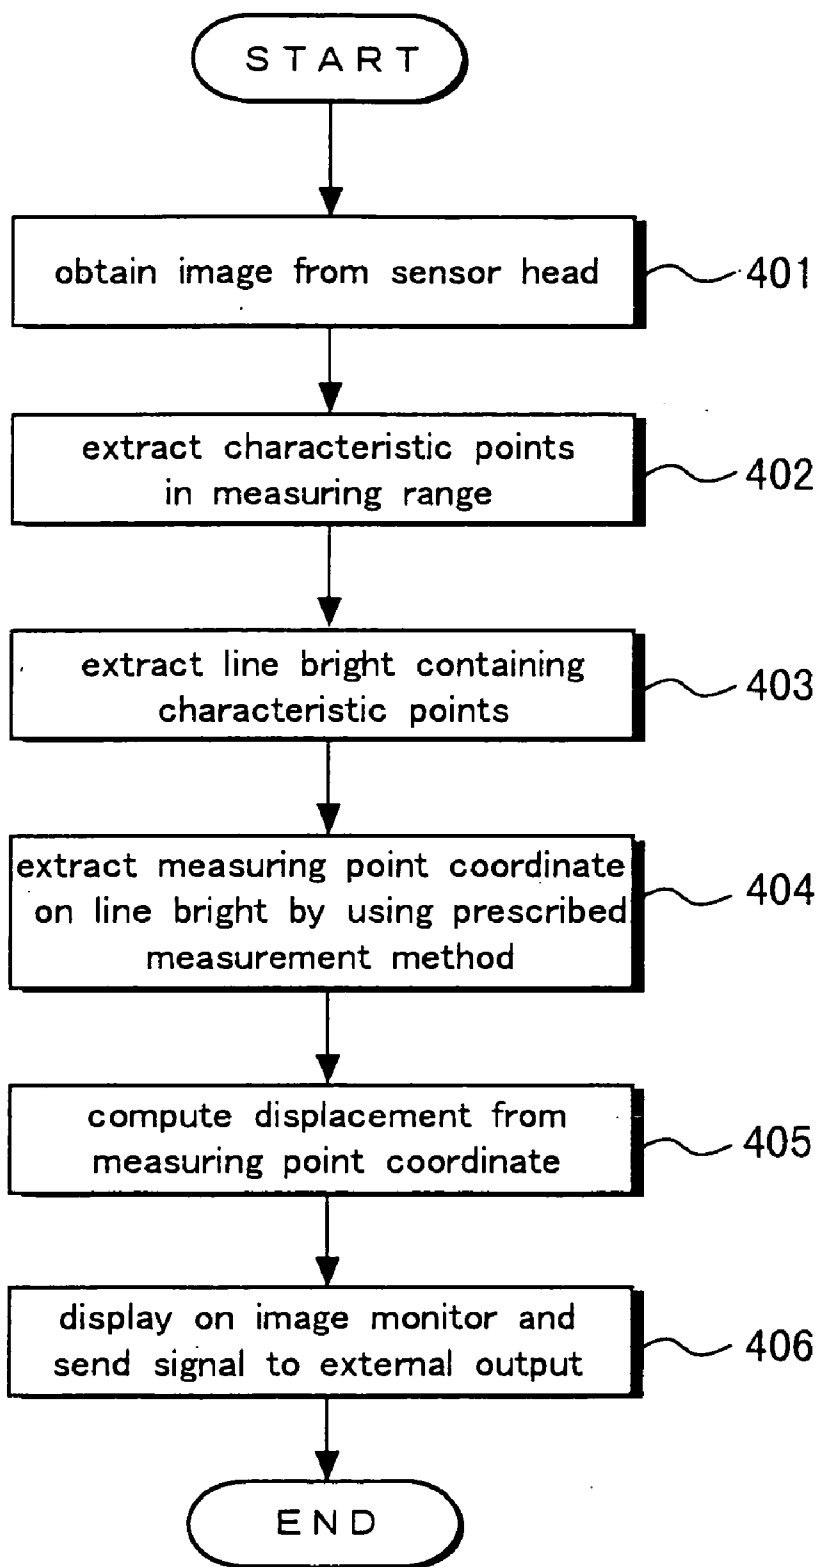 START
obtain image from sensor head
401
extract characteristic points
in measuring range
402
extract line bright containing
characteristic points
403
extract measuring point coordinate
on line bright by using prescribed
measurement method
404
compute displacement from
measuring point coordinate
405
display on image monitor and
send signal to external output
406
END